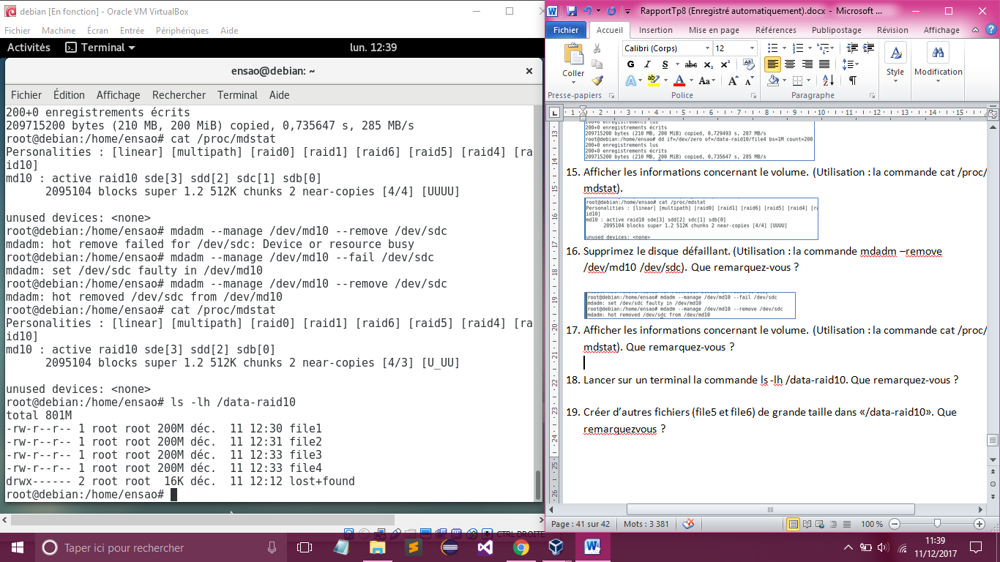 debian [En fonction] - Oracle VM VirtualBox
Fichier Machine Écran Entrée Périphériques Aide
Activités Terminal lun. 12:39
ensao@debian: ~
Fichier Édition Affichage Rechercher Terminal Aide
200+0 enregistrements écrits
209715200 bytes (210 MB, 200 MiB) copied, 0,735647 s, 285 MB/s
root@debian:/home/ensao# cat /proc/mdstat
Personalities : [linear] [multipath] [raid0] [raid1] [raid6] [raid5] [raid4] [ra
id10]
md10 : active raid10 sde[3] sdd[2] sdc[1] sdb[0]
2095104 blocks super 1.2 512K chunks 2 near-copies [4/4] [UUUU]
unused devices: <none>
root@debian:/home/ensao# mdadm --manage /dev/md10 --remove /dev/sdc
mdadm: hot remove failed for /dev/sdc: Device or resource busy
root@debian:/home/ensao# mdadm --manage /dev/md10 --fail /dev/sdc
mdadm: set /dev/sdc faulty in /dev/md10
root@debian:/home/ensao# mdadm --manage /dev/md10 --remove /dev/sdc
mdadm: hot removed /dev/sdc from /dev/md10
root@debian:/home/ensao# cat /proc/mdstat
Personalities : [linear] [multipath] [raid0] [raid1] [raid6] [raid5] [raid4] [ra
id10]
md10 : active raid10 sde[3] sdd[2] sdb[0]
2095104 blocks super 1.2 512K chunks 2 near-copies [4/3] [U_UU]
unused devices: <none>
root@debian:/home/ensao# ls -lh /data-raid10
total 801M
-rw-r--r-- 1 root root 200M déc. 11 12:30 file1
-rw-r--r-- 1 root root 200M déc. 11 12:31 file2
-rw-r--r-- 1 root root 200M déc. 11 12:33 file3
-rw-r--r-- 1 root root 200M déc. 11 12:33 file4
drwx------ 2 root root 16K déc. 11 12:12 lost+found
root@debian:/home/ensao#
CTRL DROITE
RapportTp8 (Enregistré automatiquement).docx - Microsoft ...
Fichier Accueil Insertion Mise en page Références Publipostage Révision Affichage
Calibri (Corps) 12
Coller
G I S abc x₂ x²
Style Modification
Presse-papiers Police Paragraphe
1 2 3 4 5 6 7 8 9 10 11 12 13 14 15
200+0 enregistrements écrits
209715200 bytes (210 MB, 200 MiB) copied, 0,729493 s, 287 MB/s
root@debian:/home/ensao# dd if=/dev/zero of=/data-raid10/file4 bs=1M count=200
200+0 enregistrements lus
200+0 enregistrements écrits
209715200 bytes (210 MB, 200 MiB) copied, 0,735647 s, 285 MB/s
15. Afficher les informations concernant le volume. (Utilisation : la commande cat /proc/
mdstat).
root@debian:/home/ensao# cat /proc/mdstat
Personalities : [linear] [multipath] [raid0] [raid1] [raid6] [raid5] [raid4] [ra
id10]
md10 : active raid10 sde[3] sdd[2] sdc[1] sdb[0]
2095104 blocks super 1.2 512K chunks 2 near-copies [4/4] [UUUU]
unused devices: <none>
16. Supprimez le disque défaillant. (Utilisation : la commande mdadm –remove
/dev/md10 /dev/sdc). Que remarquez-vous ?
root@debian:/home/ensao# mdadm --manage /dev/md10 --fail /dev/sdc
mdadm: set /dev/sdc faulty in /dev/md10
root@debian:/home/ensao# mdadm --manage /dev/md10 --remove /dev/sdc
mdadm: hot removed /dev/sdc from /dev/md10
17. Afficher les informations concernant le volume. (Utilisation : la commande cat /proc/
mdstat). Que remarquez-vous ?
18. Lancer sur un terminal la commande ls -lh /data-raid10. Que remarquez-vous ?
19. Créer d’autres fichiers (file5 et file6) de grande taille dans «/data-raid10». Que
remarquezvous ?
Page : 41 sur 42 Mots : 3 381 100 %
Taper ici pour rechercher
11:39
11/12/2017